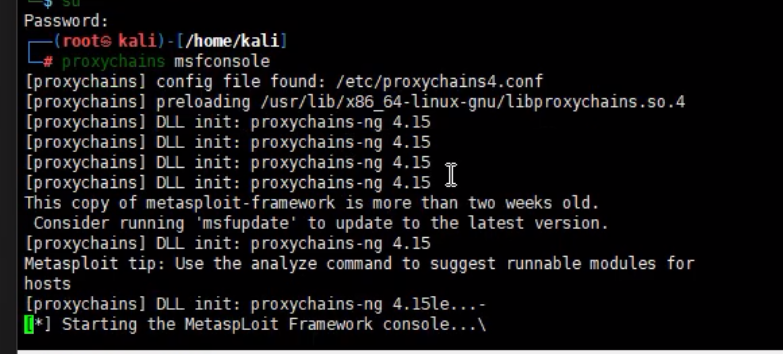 └─$ su
Password:
┌──(root㉿kali)-[/home/kali]
└─# proxychains msfconsole
[proxychains] config file found: /etc/proxychains4.conf
[proxychains] preloading /usr/lib/x86_64-linux-gnu/libproxychains.so.4
[proxychains] DLL init: proxychains-ng 4.15
[proxychains] DLL init: proxychains-ng 4.15
[proxychains] DLL init: proxychains-ng 4.15
[proxychains] DLL init: proxychains-ng 4.15
This copy of metasploit-framework is more than two weeks old.
 Consider running 'msfupdate' to update to the latest version.
[proxychains] DLL init: proxychains-ng 4.15
Metasploit tip: Use the analyze command to suggest runnable modules for
hosts
[proxychains] DLL init: proxychains-ng 4.15le...-
[*] Starting the MetaspLoit Framework console...\